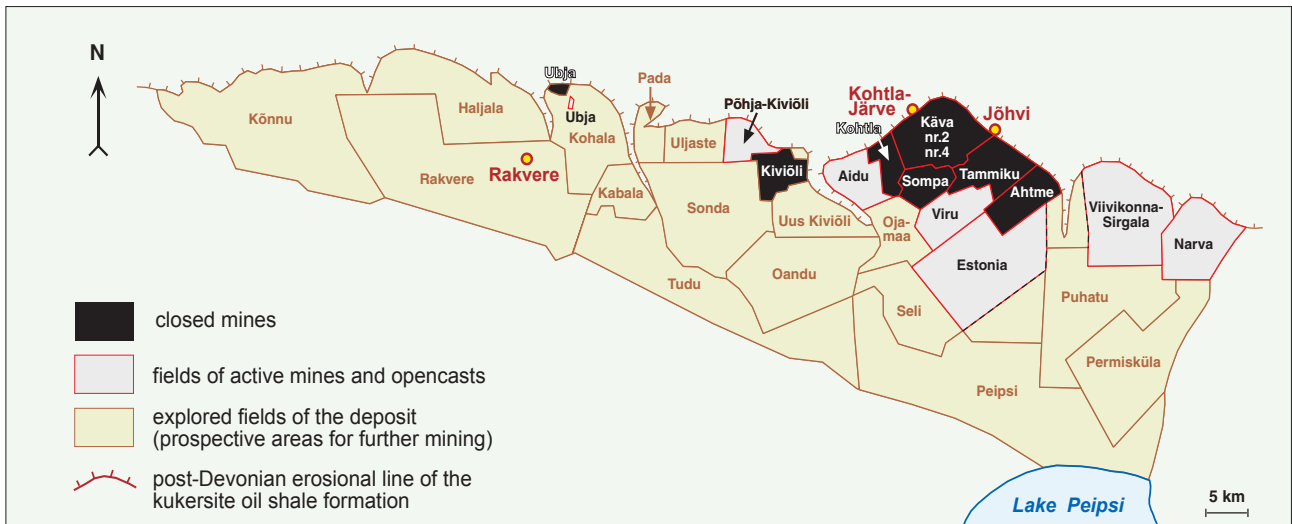 N
Ubja
Pada
Põhja-Kiviõli
Kohtla-
Järve
Jõhvi
Kõnnu
Haljala
Ubja
Kohala
Uljaste
Kohtla
Käva
nr.2
nr.4
Rakvere
Rakvere
Kabala
Sonda
Kiviõli
Aidu
Sompa
Tammiku
Ahtme
Uus Kiviõli
Oja-
maa
Viru
Viivikonna-
Sirgala
Narva
Tudu
Oandu
Estonia
Seli
Puhatu
Permisküla
Peipsi
closed mines
fields of active mines and opencasts
explored fields of the deposit
(prospective areas for further mining)
post-Devonian erosional line of the
kukersite oil shale formation
Lake Peipsi
5 km